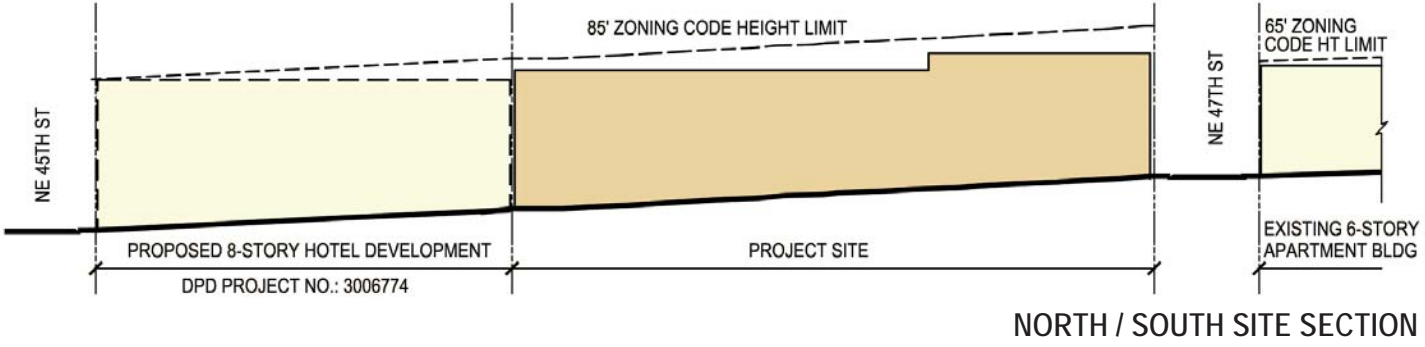 85' ZONING CODE HEIGHT LIMIT
65' ZONING
CODE HT LIMIT
NE 45TH ST
NE 47TH ST
PROPOSED 8-STORY HOTEL DEVELOPMENT
DPD PROJECT NO.: 3006774
PROJECT SITE
EXISTING 6-STORY
APARTMENT BLDG
NORTH / SOUTH SITE SECTION